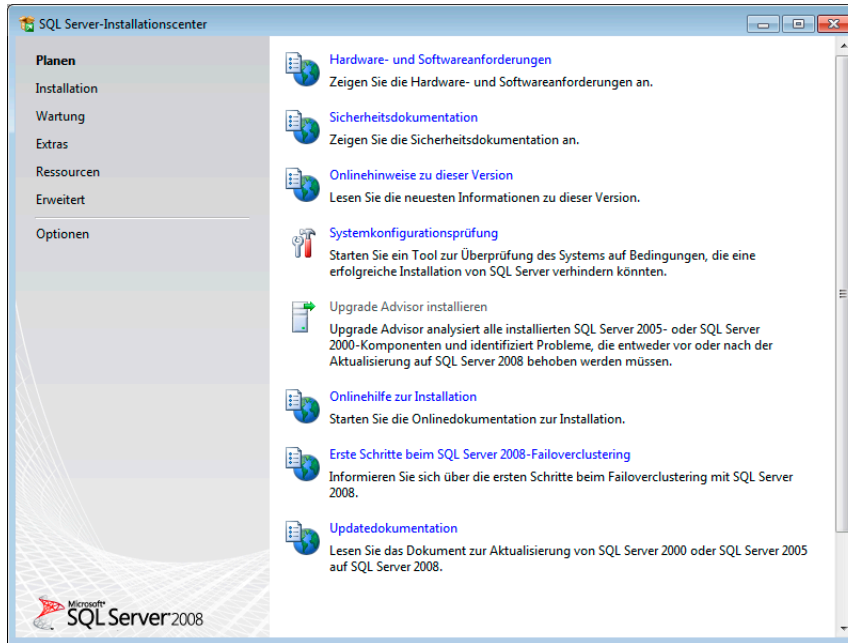 SQL Server-Installationscenter
Planen
Installation
Wartung
Extras
Ressourcen
Erweitert
Optionen
Hardware- und Softwareanforderungen
Zeigen Sie die Hardware- und Softwareanforderungen an.
Sicherheitsdokumentation
Zeigen Sie die Sicherheitsdokumentation an.
Onlinehinweise zu dieser Version
Lesen Sie die neuesten Informationen zu dieser Version.
Systemkonfigurationsprüfung
Starten Sie ein Tool zur Überprüfung des Systems auf Bedingungen, die eine
erfolgreiche Installation von SQL Server verhindern könnten.
Upgrade Advisor installieren
Upgrade Advisor analysiert alle installierten SQL Server 2005- oder SQL Server
2000-Komponenten und identifiziert Probleme, die entweder vor oder nach der
Aktualisierung auf SQL Server 2008 behoben werden müssen.
Onlinehilfe zur Installation
Starten Sie die Onlinedokumentation zur Installation.
Erste Schritte beim SQL Server 2008-Failoverclustering
Informieren Sie sich über die ersten Schritte beim Failoverclustering mit SQL Server
2008.
Updatedokumentation
Lesen Sie das Dokument zur Aktualisierung von SQL Server 2000 oder SQL Server 2005
auf SQL Server 2008.
Microsoft
SQL Server 2008